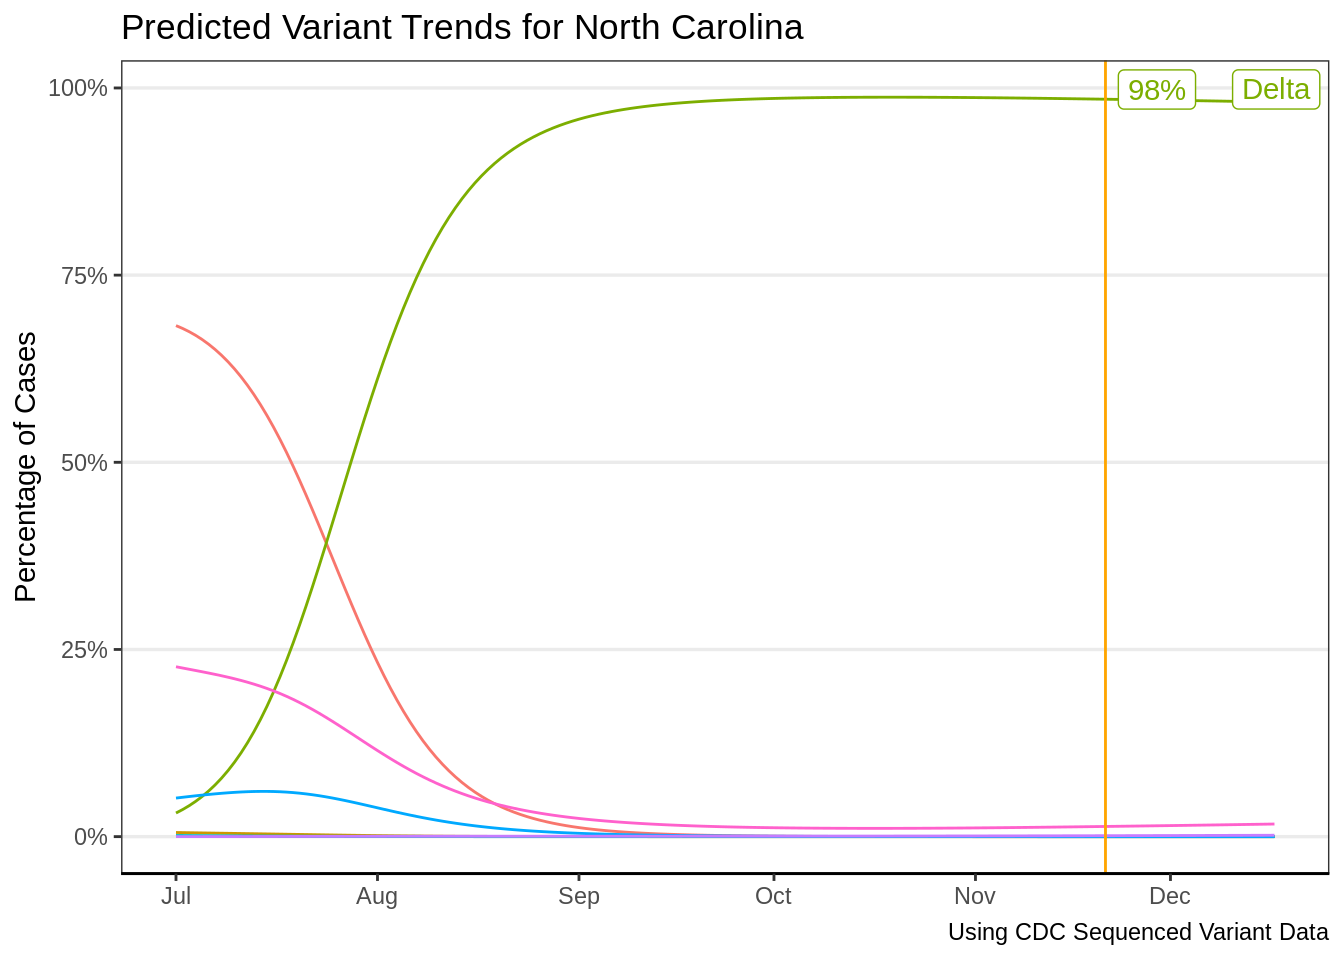 Predicted Variant Trends for North Carolina
100%
75%
50%
25%
0%
Percentage of Cases
98%
Delta
Jul
Aug
Sep
Oct
Nov
Dec
Using CDC Sequenced Variant Data